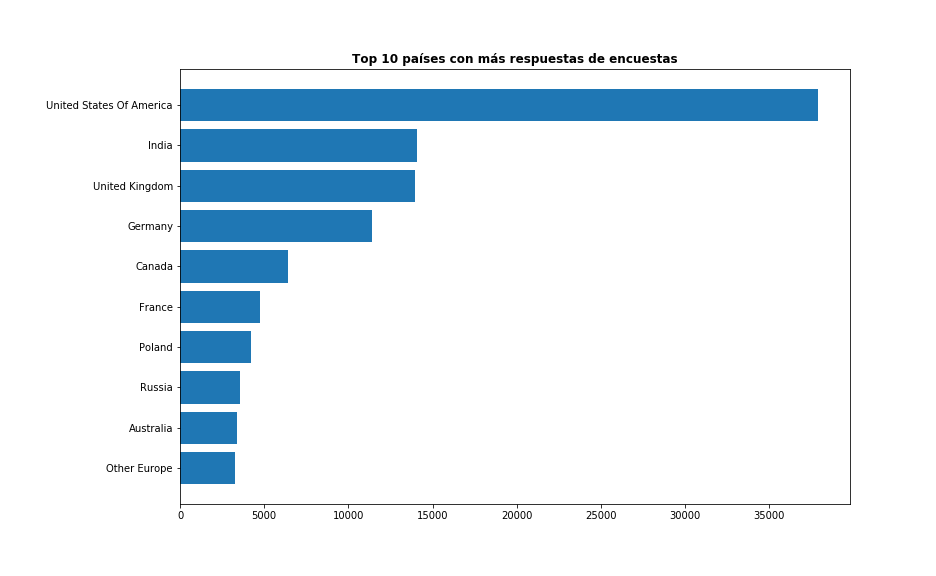 Top 10 países con más respuestas de encuestas
United States Of America
India
United Kingdom
Germany
Canada
France
Poland
Russia
Australia
Other Europe
0 5000 10000 15000 20000 25000 30000 35000